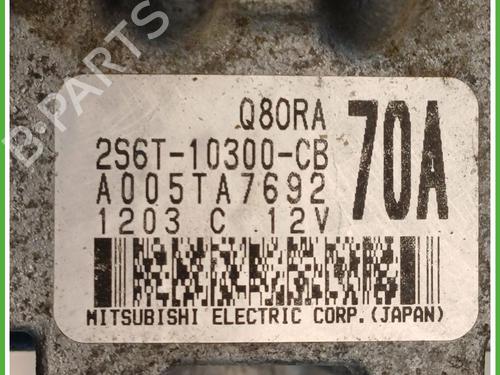 Q80RA
70A
2S6T-10300-CB
A005TA7692
1203 C 12V
MITSUBISHI ELECTRIC CORP.(JAPAN)
B-PARTS